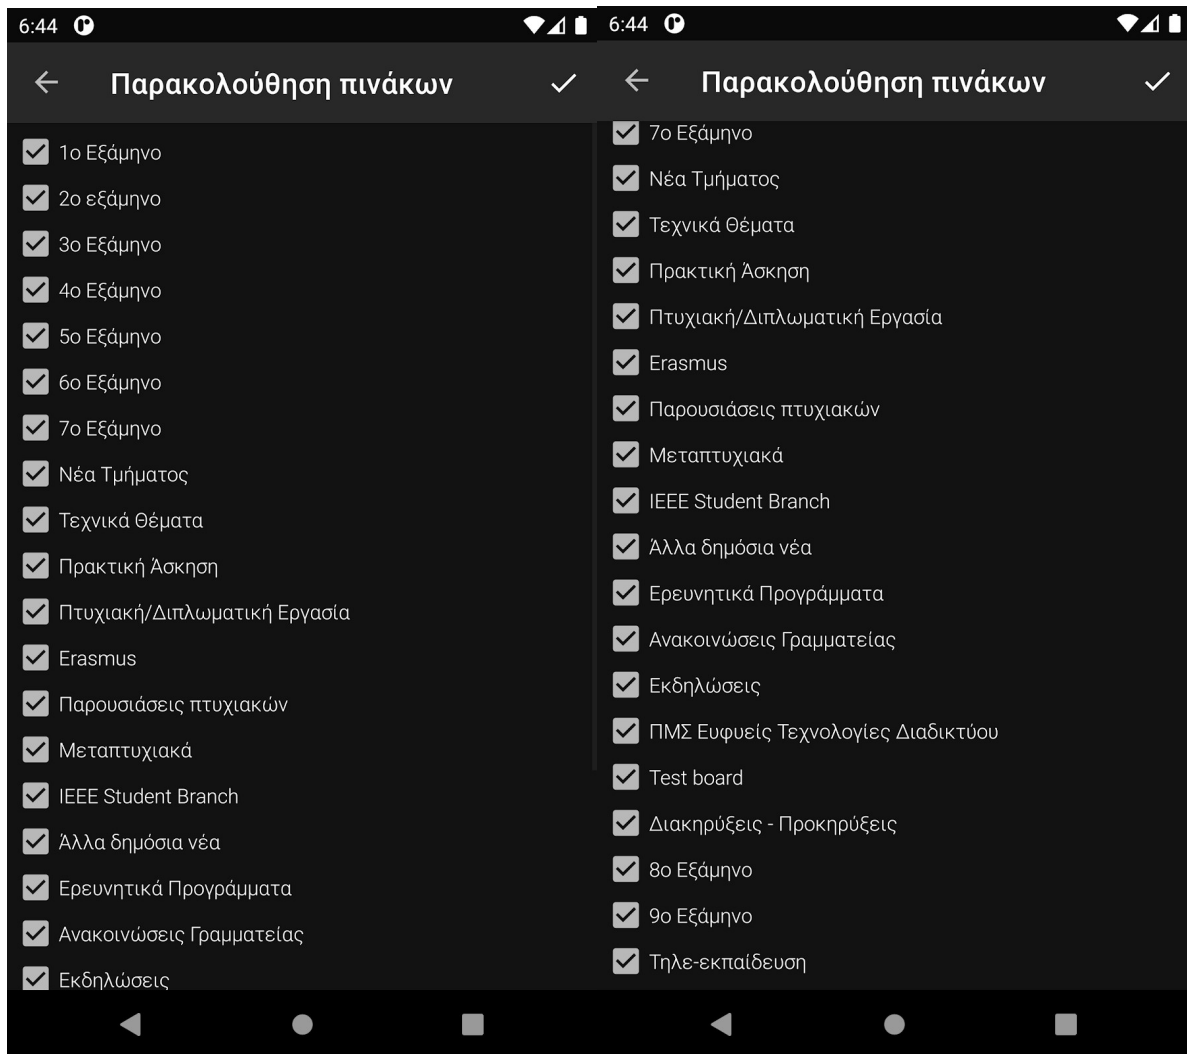 6:44
Παρακολούθηση πινάκων
1ο Εξάμηνο
2ο εξάμηνο
3ο Εξάμηνο
4ο Εξάμηνο
5ο Εξάμηνο
6ο Εξάμηνο
7ο Εξάμηνο
Νέα Τμήματος
Τεχνικά Θέματα
Πρακτική Άσκηση
Πτυχιακή/Διπλωματική Εργασία
Erasmus
Παρουσιάσεις πτυχιακών
Μεταπτυχιακά
IEEE Student Branch
Άλλα δημόσια νέα
Ερευνητικά Προγράμματα
Ανακοινώσεις Γραμματείας
Εκδηλώσεις
6:44
Παρακολούθηση πινάκων
7ο Εξάμηνο
Νέα Τμήματος
Τεχνικά Θέματα
Πρακτική Άσκηση
Πτυχιακή/Διπλωματική Εργασία
Erasmus
Παρουσιάσεις πτυχιακών
Μεταπτυχιακά
IEEE Student Branch
Άλλα δημόσια νέα
Ερευνητικά Προγράμματα
Ανακοινώσεις Γραμματείας
Εκδηλώσεις
ΠΜΣ Ευφυείς Τεχνολογίες Διαδικτύου
Test board
Διακηρύξεις - Προκηρύξεις
8ο Εξάμηνο
9ο Εξάμηνο
Τηλε-εκπαίδευση